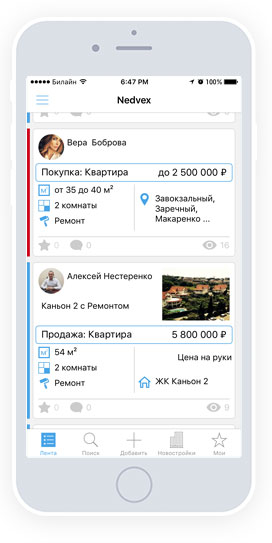 Билайн 6:47 PM 100%
Nedvex
Вера Боброва
Покупка: Квартира до 2 500 000 ₽
м² от 35 до 40 м²
2 комнаты
Ремонт
Завокзальный,
Заречный,
Макаренко ...
0 0 16
Алексей Нестеренко
Каньон 2 с Ремонтом
Продажа: Квартира 5 800 000 ₽
м² 54 м²
2 комнаты
Ремонт
Цена на руки
ЖК Каньон 2
0 0 9
Лента Поиск Добавить Новостройки Мои